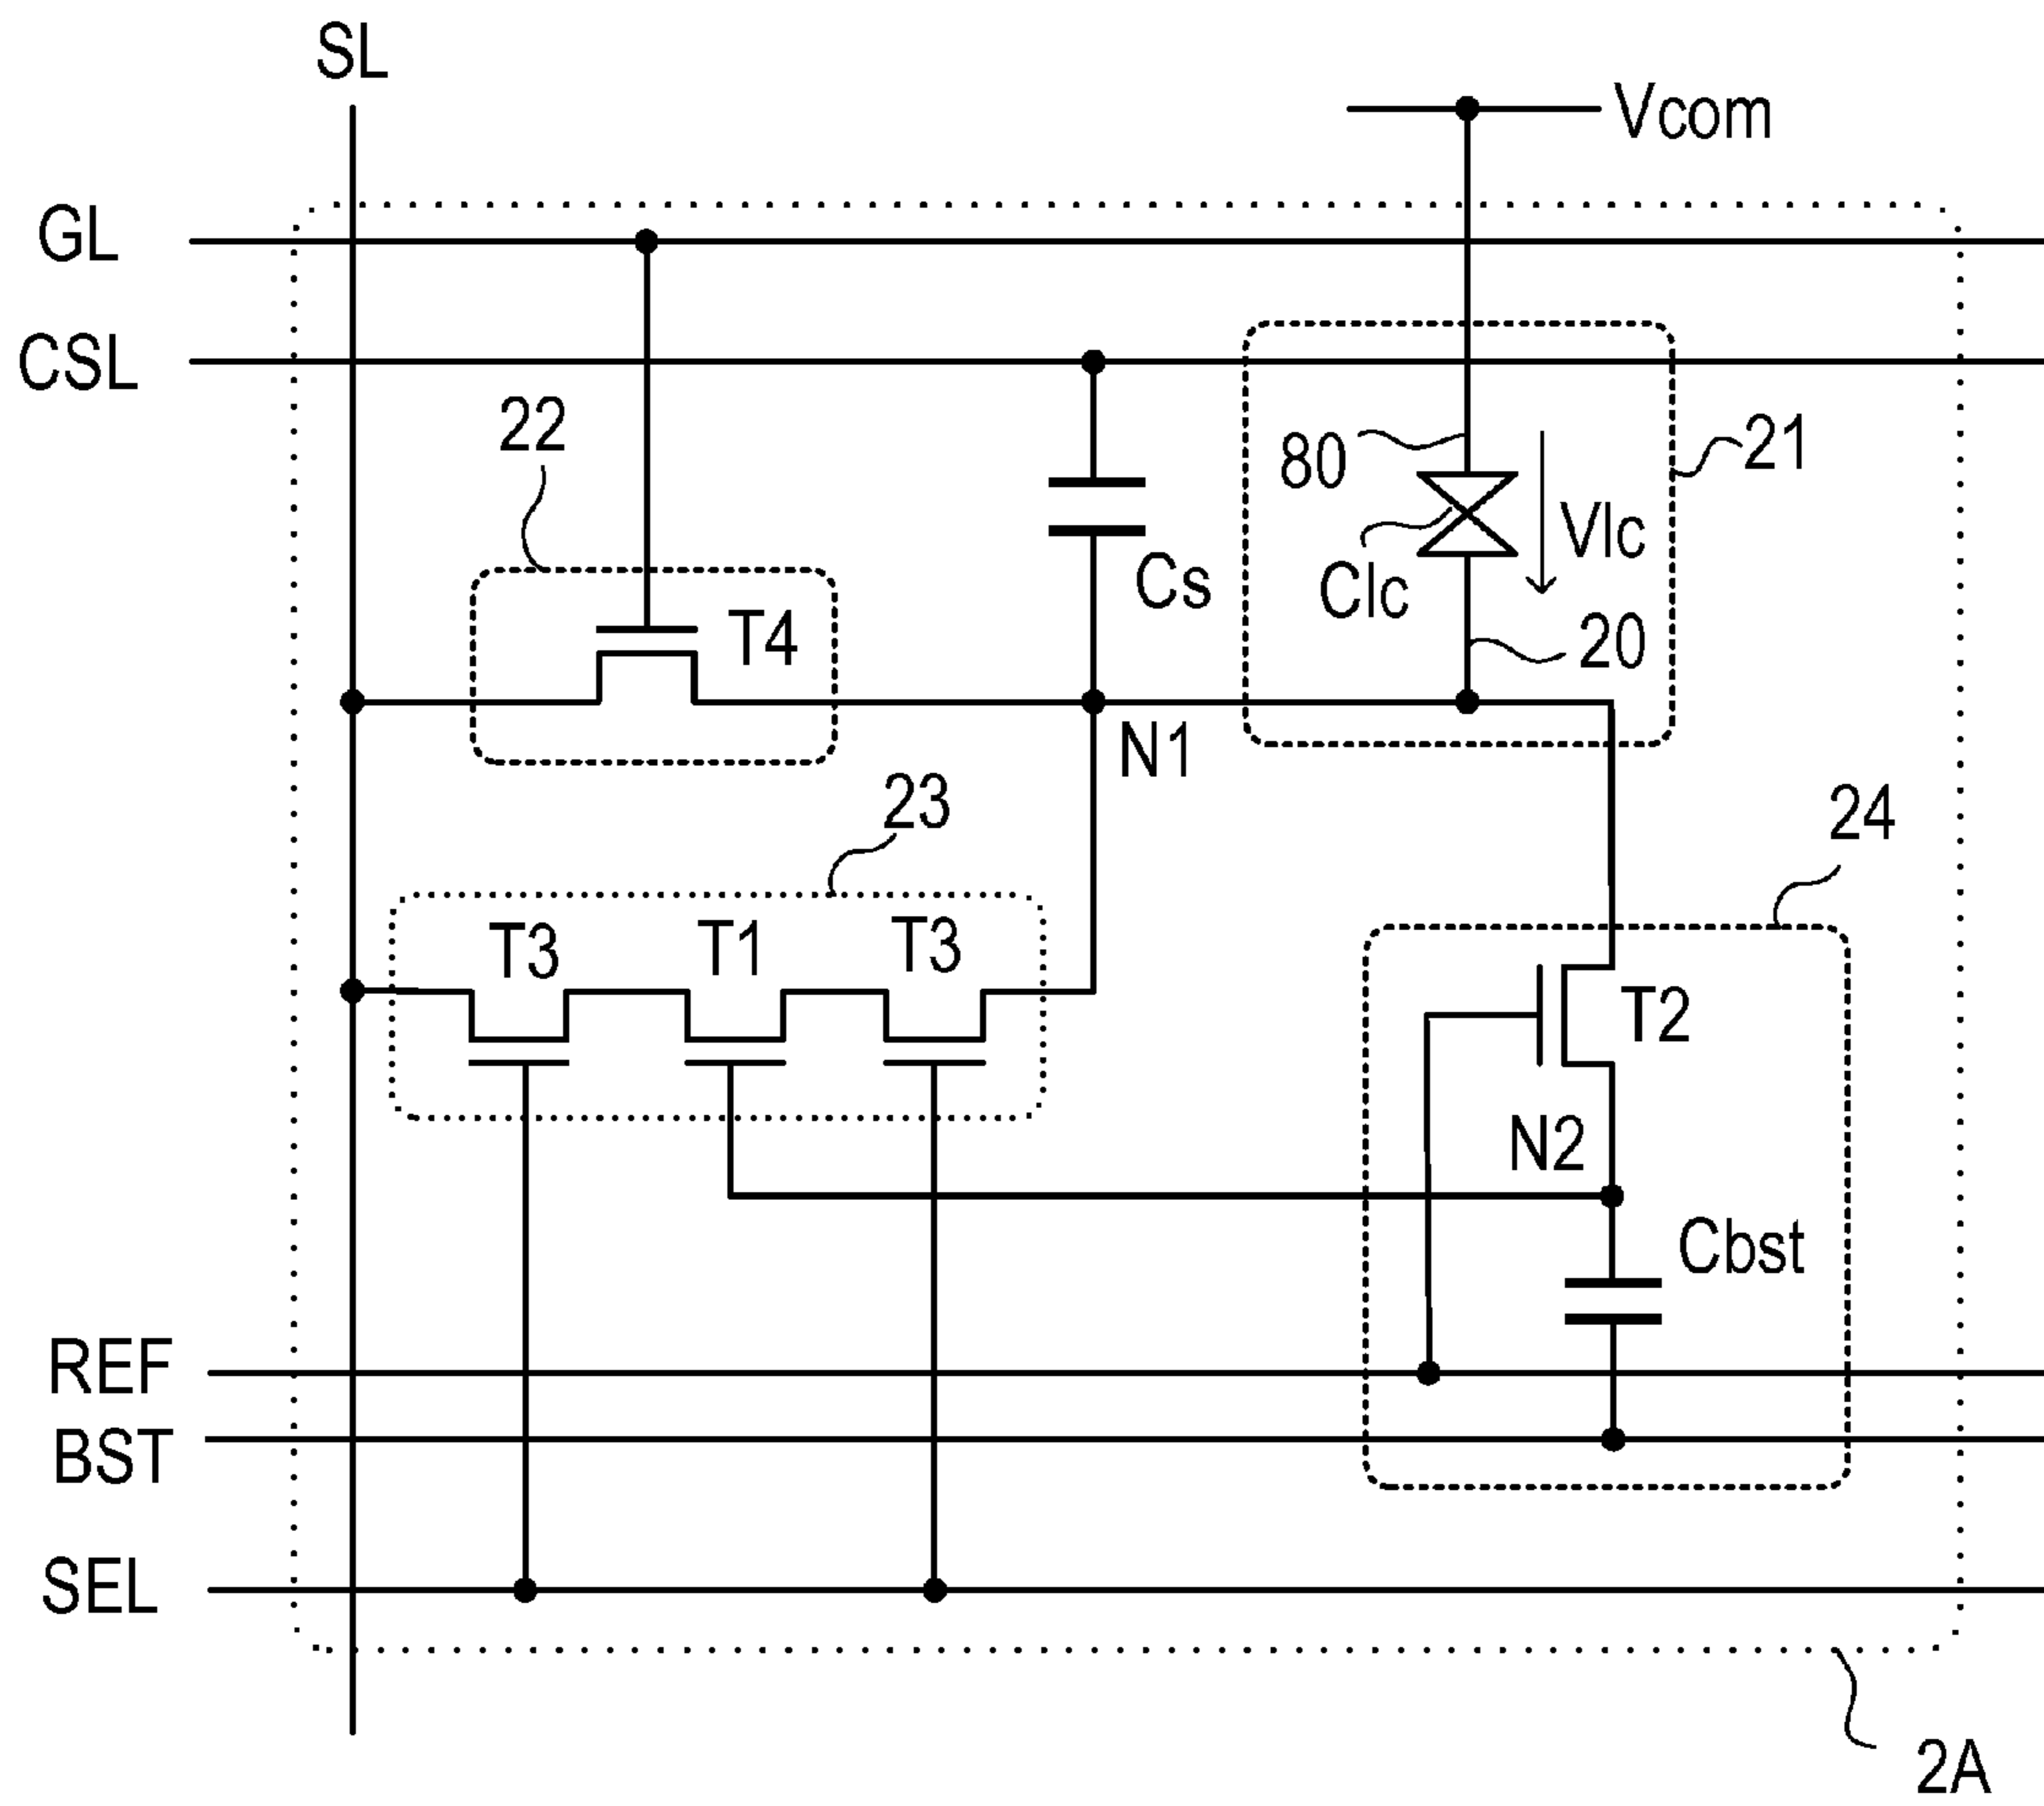 SL
Vcom
GL
CSL
22
80
21
Vlc
Clc
Cs
T4
20
N1
23
24
T3
T1
T3
T2
N2
Cbst
REF
BST
SEL
2A